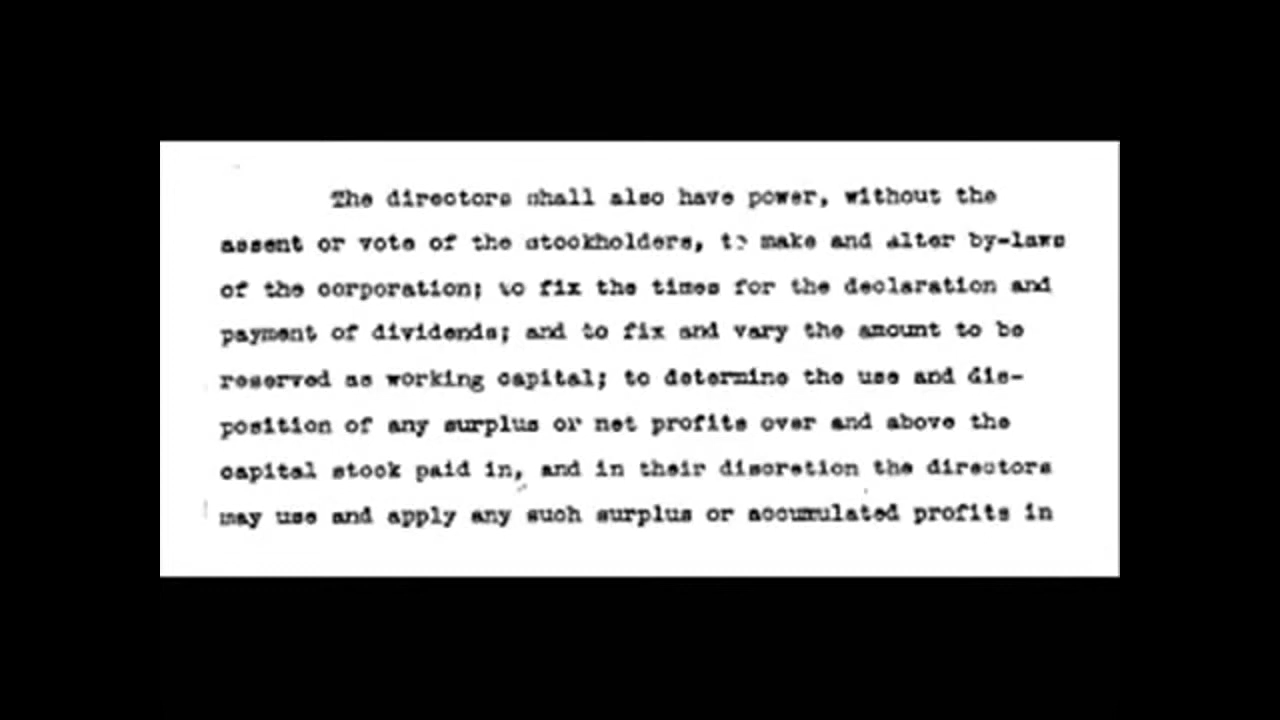 The directors shall also have power, without the
assent or vote of the stockholders, to make and alter by-laws
of the corporation; to fix the times for the declaration and
payment of dividends; and to fix and vary the amount to be
reserved as working capital; to determine the use and dis-
position of any surplus or net profits over and above the
capital stock paid in, and in their discretion the directors
may use and apply any such surplus or accumulated profits in